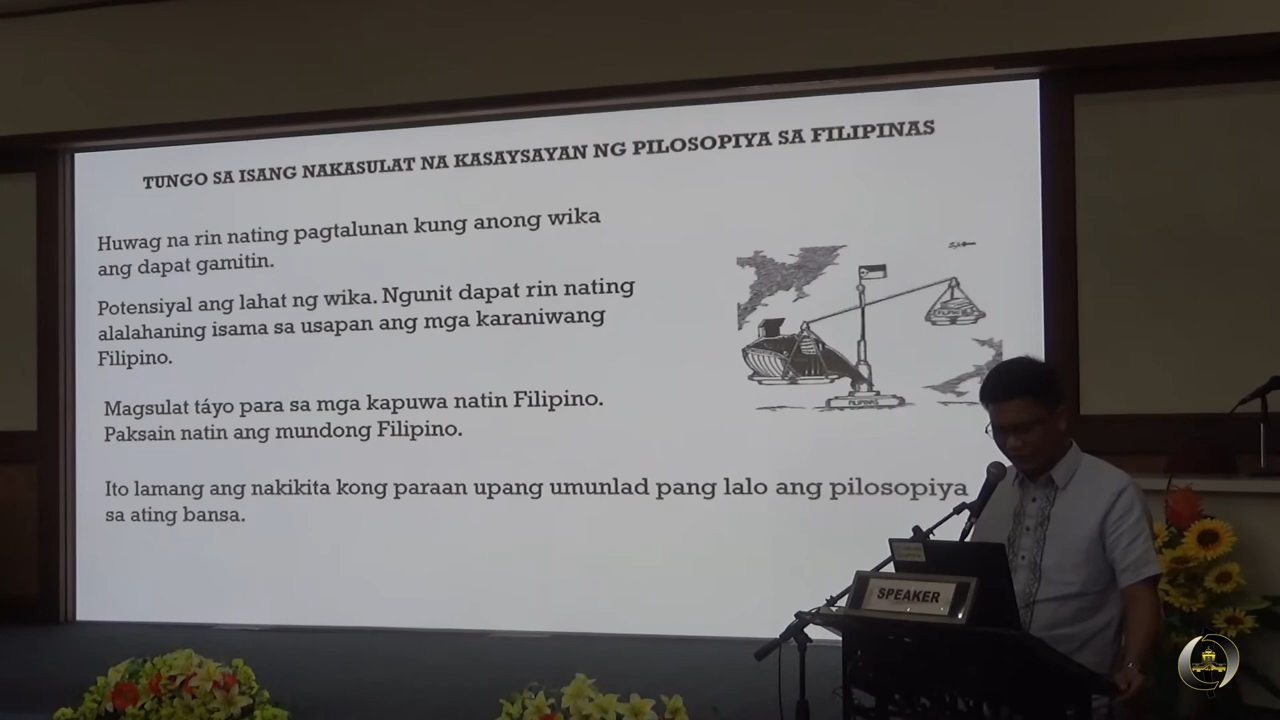 TUNGO SA ISANG NAKASULAT NA KASAYSAYAN NG PILOSOPIYA SA FILIPINAS
Huwag na rin nating pagtalunan kung anong wika
ang dapat gamitin.
Potensiyal ang lahat ng wika. Ngunit dapat rin nating
alalahaning isama sa usapan ang mga karaniwang
Filipino.
Magsulat táyo para sa mga kapuwa natin Filipino.
Paksain natin ang mundong Filipino.
Ito lamang ang nakikita kong paraan upang umunlad pang lalo ang pilosopiya
sa ating bansa.
FILIPINAS
SPEAKER